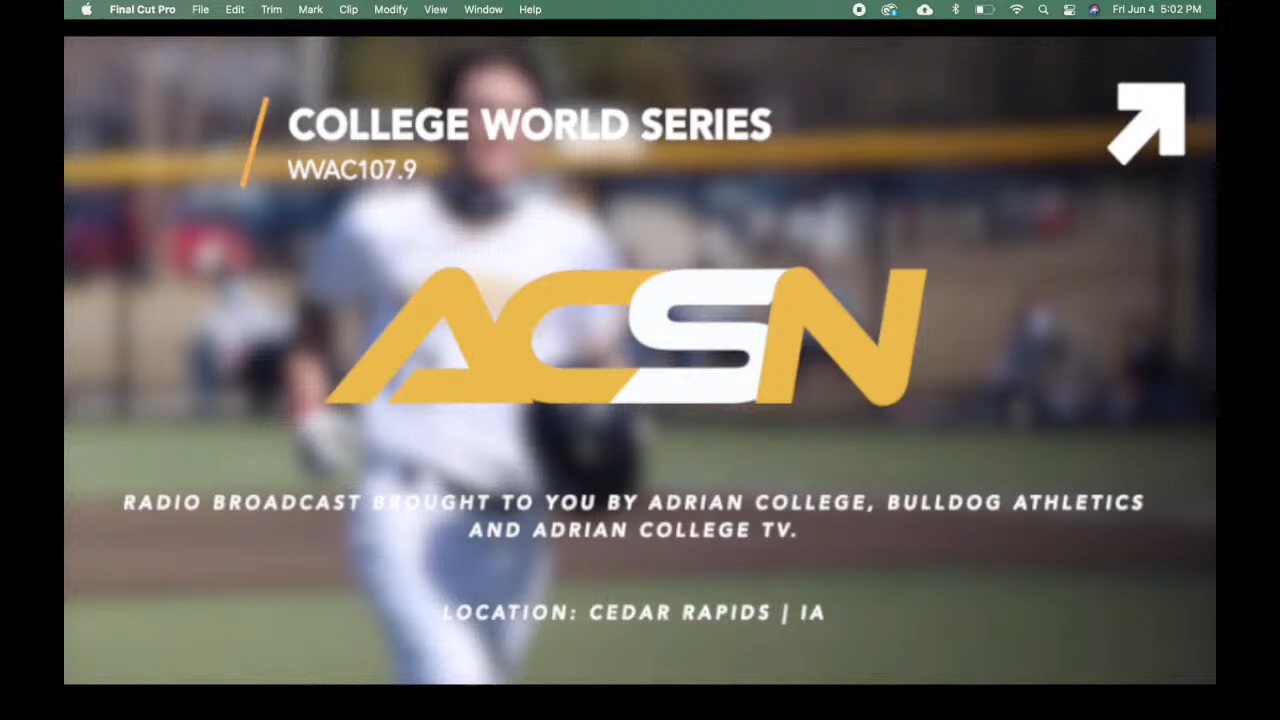 Final Cut Pro File Edit Trim Mark Clip Modify View Window Help Fri Jun 4 5:02 PM
COLLEGE WORLD SERIES
WVAC107.9
ACSN
RADIO BROADCAST BROUGHT TO YOU BY ADRIAN COLLEGE, BULLDOG ATHLETICS
AND ADRIAN COLLEGE TV.
LOCATION: CEDAR RAPIDS | IA